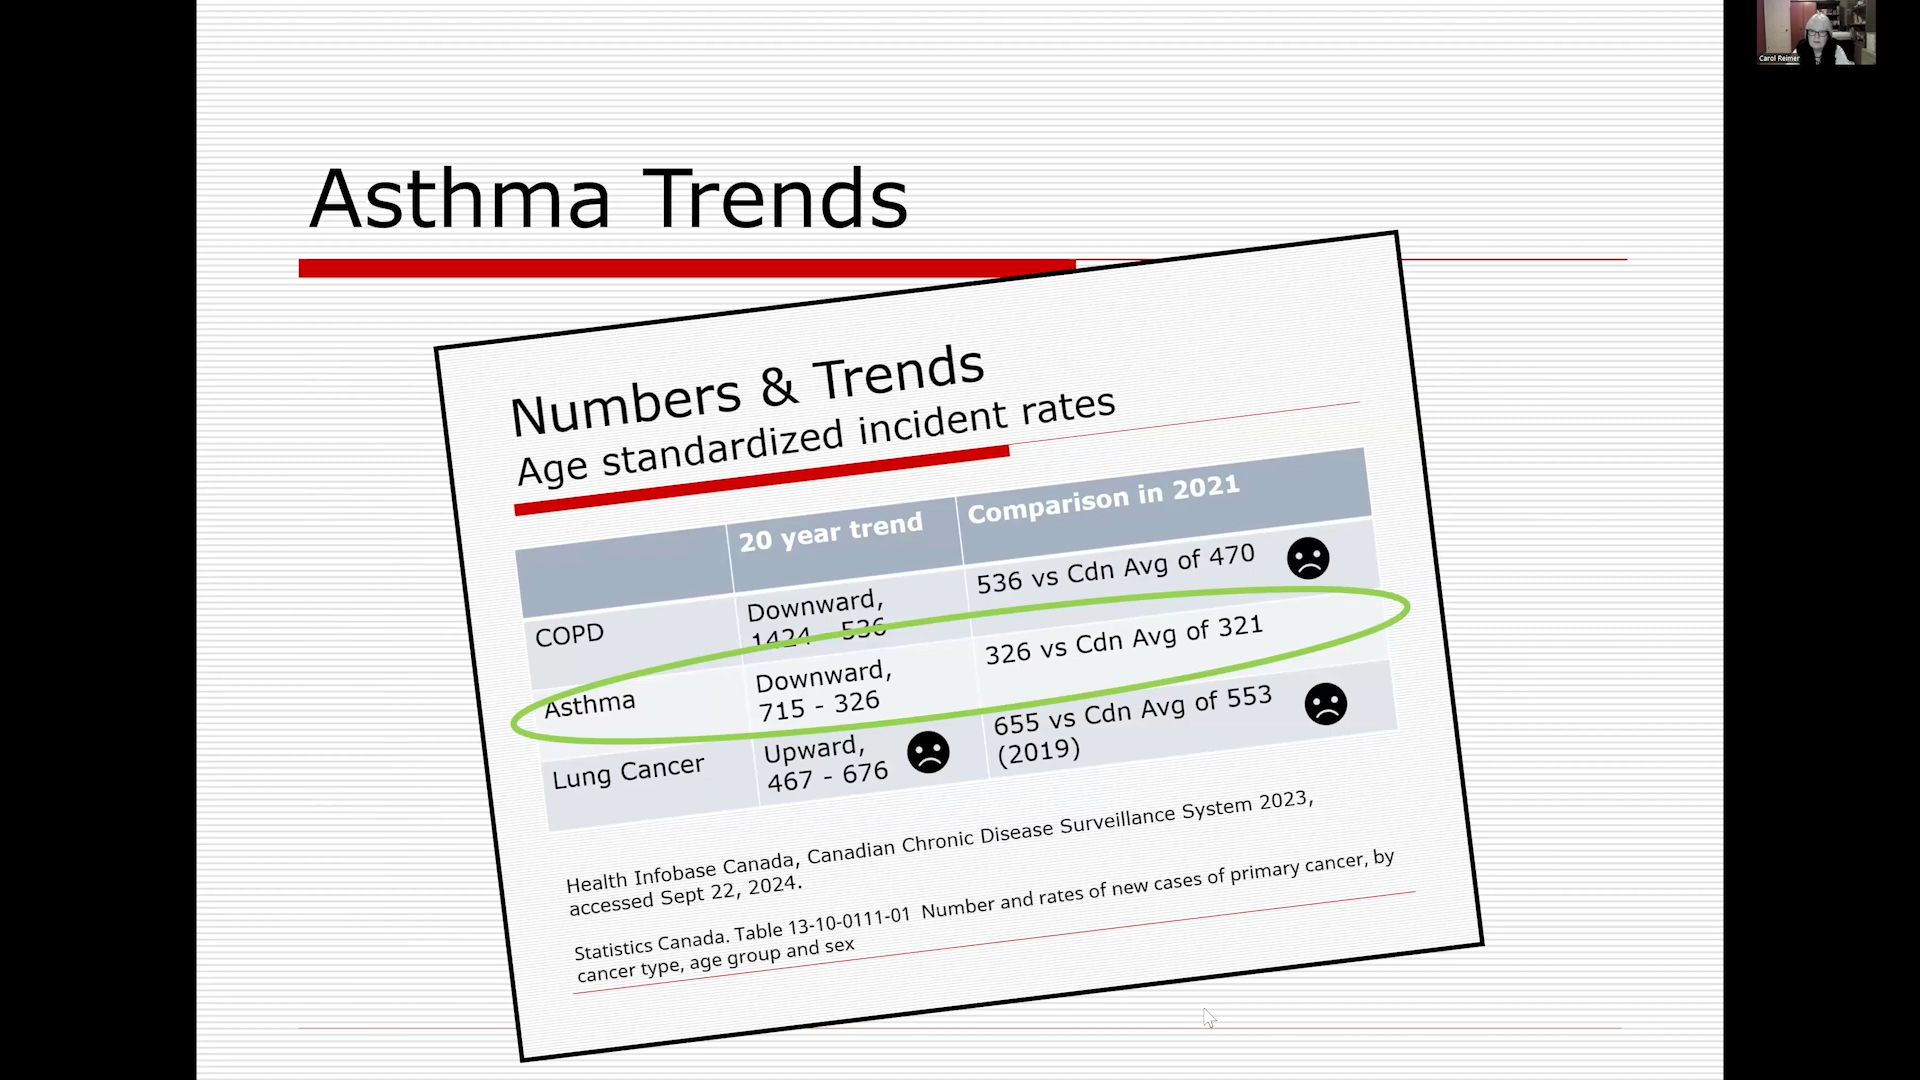 Carol Reimer
Asthma Trends
Numbers & Trends
Age standardized incident rates
20 year trend
Comparison in 2021
COPD
Downward,
1424 - 536
536 vs Cdn Avg of 470
Asthma
Downward,
715 - 326
326 vs Cdn Avg of 321
Lung Cancer
Upward,
467 - 676
655 vs Cdn Avg of 553
(2019)
Health Infobase Canada, Canadian Chronic Disease Surveillance System 2023,
accessed Sept 22, 2024.
Statistics Canada. Table 13-10-0111-01 Number and rates of new cases of primary cancer, by
cancer type, age group and sex